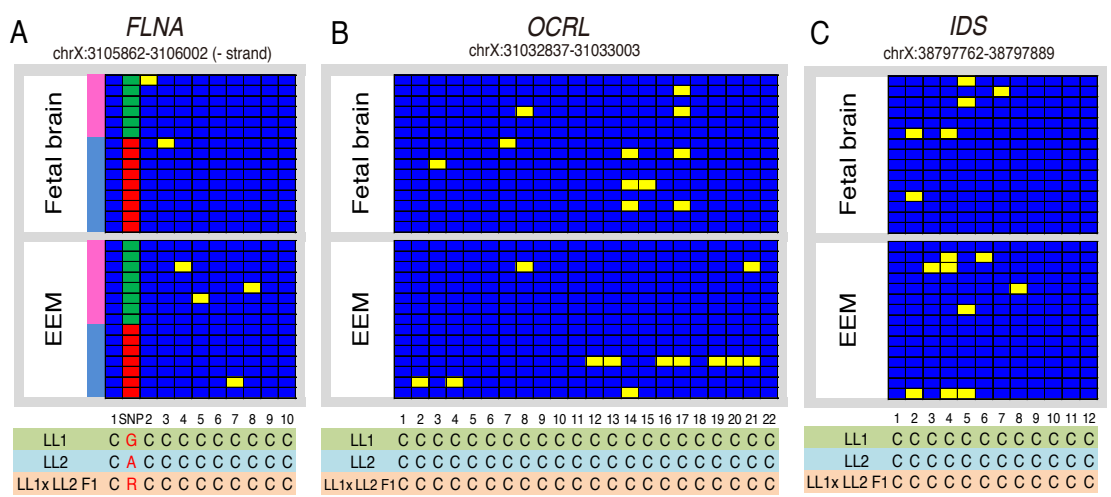 A
FLNA
chrX:3105862-3106002 (- strand)
Fetal brain
EEM
1 SNP 2 3 4 5 6 7 8 9 10
LL1 C G C C C C C C C C C
LL2 C A C C C C C C C C C
LL1x LL2 F1 C R C C C C C C C C C
B
OCRL
chrX:31032837-31033003
Fetal brain
EEM
1 2 3 4 5 6 7 8 9 10 11 12 13 14 15 16 17 18 19 20 21 22
LL1 C C C C C C C C C C C C C C C C C C C C C C
LL2 C C C C C C C C C C C C C C C C C C C C C C
LL1x LL2 F1 C C C C C C C C C C C C C C C C C C C C C C
C
IDS
chrX:38797762-38797889
Fetal brain
EEM
1 2 3 4 5 6 7 8 9 10 11 12
LL1 C C C C C C C C C C C C
LL2 C C C C C C C C C C C C
LL1x LL2 F1 C C C C C C C C C C C C